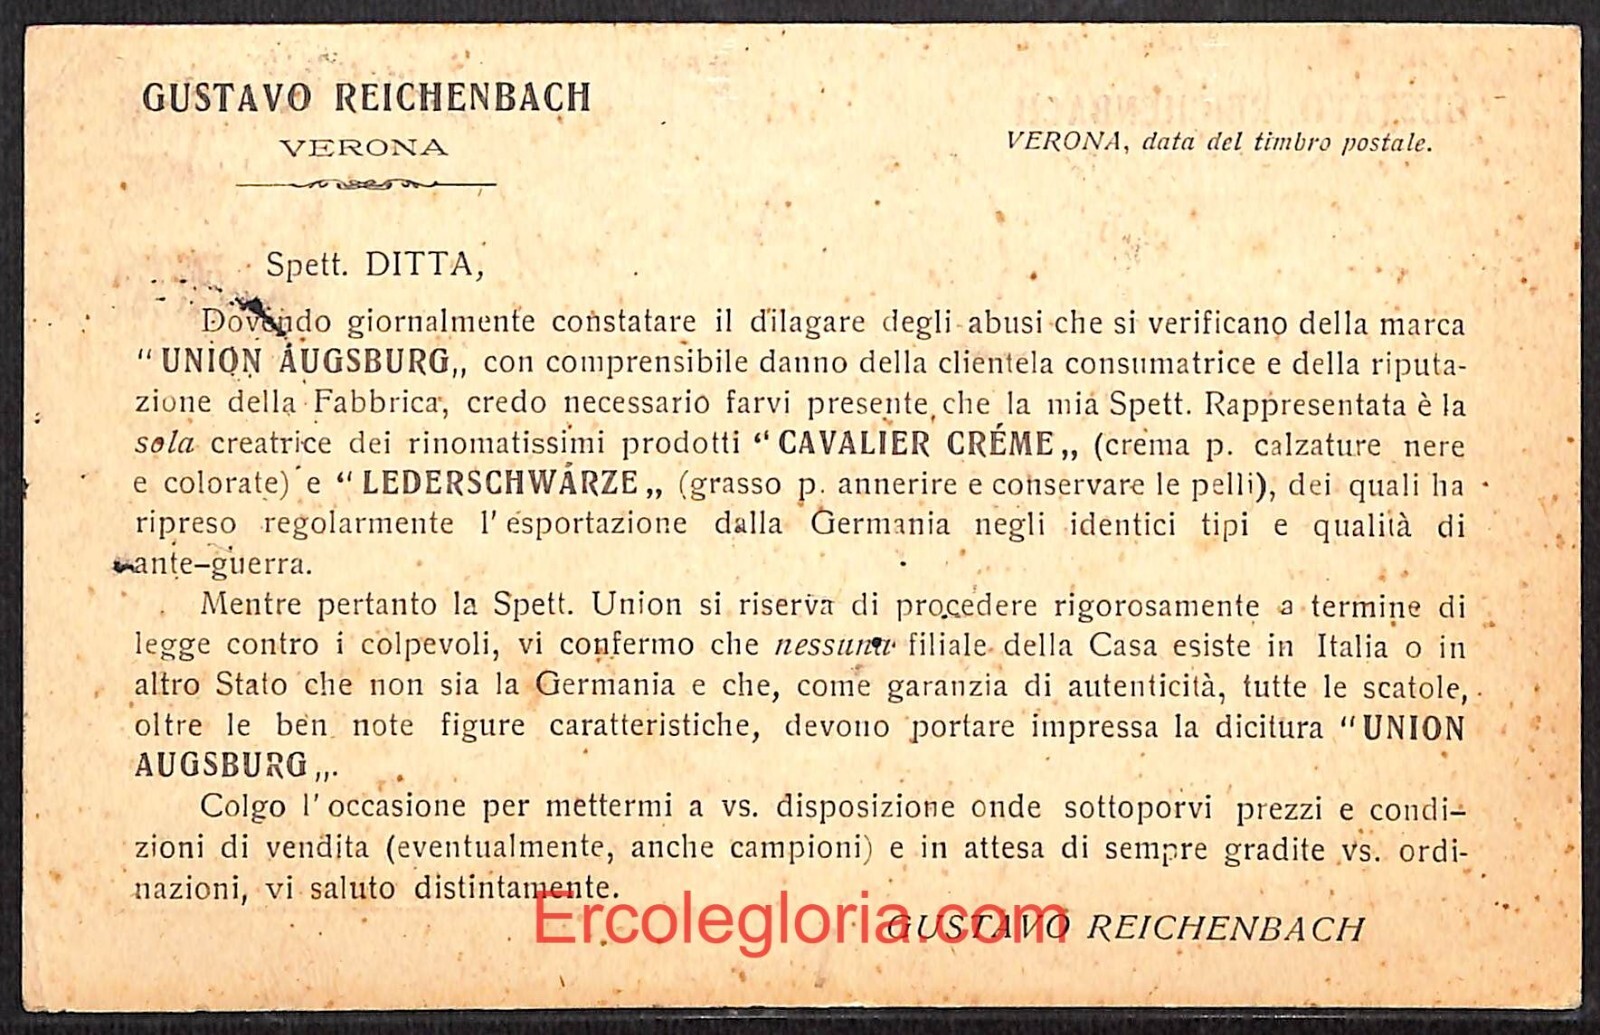 GUSTAVO REICHENBACH
VERONA
VERONA, data del timbro postale.
Spett. DITTA,
Dovendo giornalmente constatare il dilagare degli abusi che si verificano della marca
“UNION AUGSBURG„ con comprensibile danno della clientela consumatrice e della riputa-
zione della Fabbrica, credo necessario farvi presente che la mia Spett. Rappresentata è la
sola creatrice dei rinomatissimi prodotti “CAVALIER CRÉME„ (crema p. calzature nere
e colorate) e “LEDERSCHWÄRZE„ (grasso p. annerire e conservare le pelli), dei quali ha
ripreso regolarmente l'esportazione dalla Germania negli identici tipi e qualità di
ante-guerra.
Mentre pertanto la Spett. Union si riserva di procedere rigorosamente a termine di
legge contro i colpevoli, vi confermo che nessuna filiale della Casa esiste in Italia o in
altro Stato che non sia la Germania e che, come garanzia di autenticità, tutte le scatole,
oltre le ben note figure caratteristiche, devono portare impressa la dicitura “UNION
AUGSBURG„.
Colgo l'occasione per mettermi a vs. disposizione onde sottoporvi prezzi e condi-
zioni di vendita (eventualmente, anche campioni) e in attesa di sempre gradite vs. ordi-
nazioni, vi saluto distintamente.
GUSTAVO REICHENBACH
Ercolegloria.com